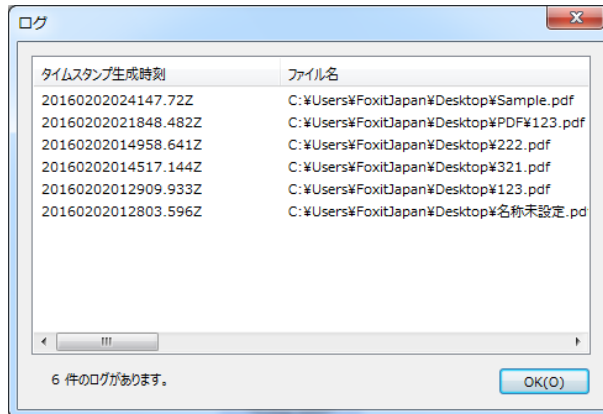 ログ
タイムスタンプ生成時刻 ファイル名
20160202024147.72Z C:¥Users¥FoxitJapan¥Desktop¥Sample.pdf
20160202021848.482Z C:¥Users¥FoxitJapan¥Desktop¥PDF¥123.pdf
20160202014958.641Z C:¥Users¥FoxitJapan¥Desktop¥222.pdf
20160202014517.144Z C:¥Users¥FoxitJapan¥Desktop¥321.pdf
20160202012909.933Z C:¥Users¥FoxitJapan¥Desktop¥123.pdf
20160202012803.596Z C:¥Users¥FoxitJapan¥Desktop¥名称未設定.pd
6 件のログがあります。
OK(O)